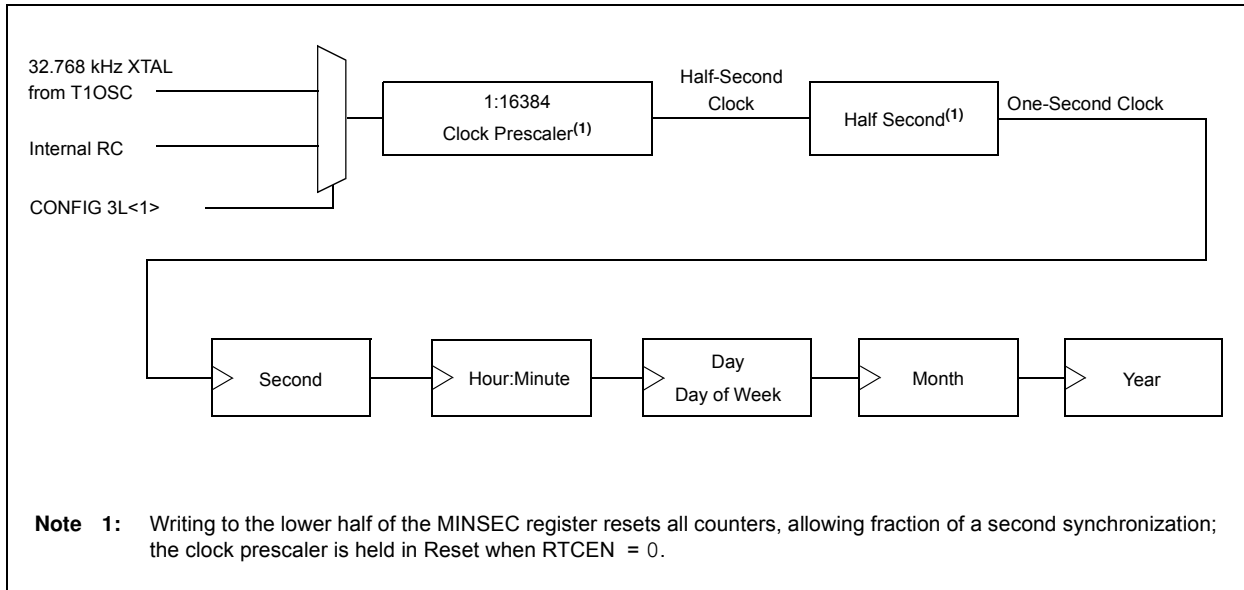 32.768 kHz XTAL
from T1OSC
Internal RC
CONFIG 3L<1>
1:16384
Clock Prescaler(1)
Half-Second
Clock
Half Second(1)
One-Second Clock
Second
Hour:Minute
Day
Day of Week
Month
Year
Note 1: Writing to the lower half of the MINSEC register resets all counters, allowing fraction of a second synchronization;
the clock prescaler is held in Reset when RTCEN = 0.